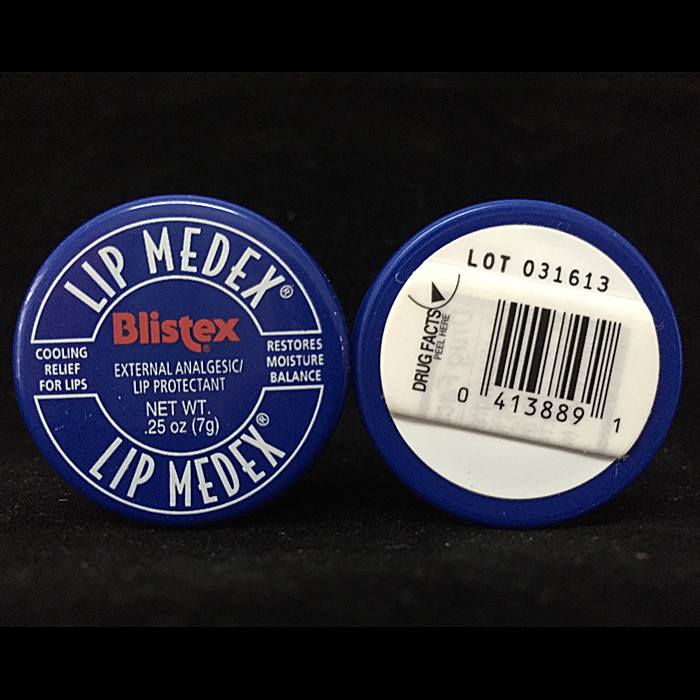 LIP MEDEX®
Blistex®
COOLING
RELIEF
FOR LIPS
EXTERNAL ANALGESIC/
LIP PROTECTANT
RESTORES
MOISTURE
BALANCE
NET WT.
.25 oz (7g)
LIP MEDEX®
LOT 031613
DRUG FACTS
PEEL HERE
0 413889 1